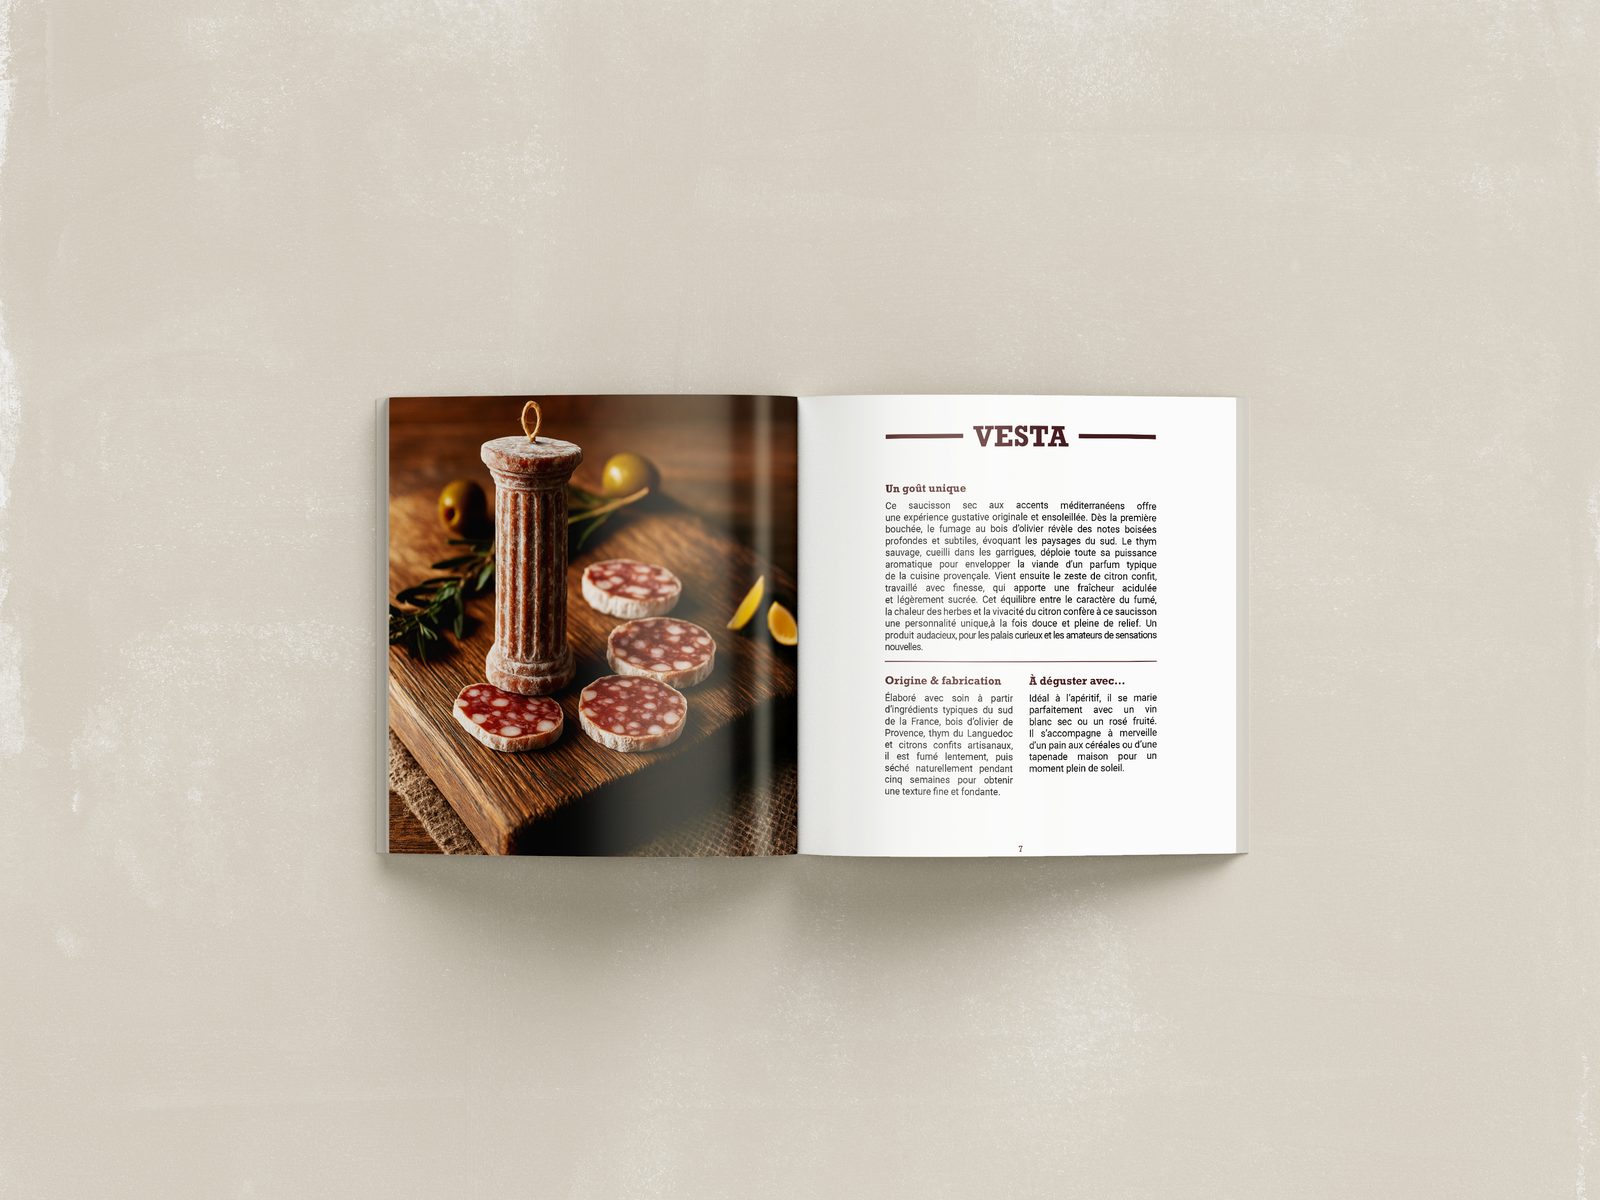 VESTA
Un goût unique
Ce saucisson sec aux accents méditerranéens offre
une expérience gustative originale et ensoleillée. Dès la première
bouchée, le fumage au bois d'olivier révèle des notes boisées
profondes et subtiles, évoquant les paysages du sud. Le thym
sauvage, cueilli dans les garrigues, déploie toute sa puissance
aromatique pour envelopper la viande d'un parfum typique
de la cuisine provençale. Vient ensuite le zeste de citron confit,
travaillé avec finesse, qui apporte une fraîcheur acidulée
et légèrement sucrée. Cet équilibre entre le caractère du fumé,
la chaleur des herbes et la vivacité du citron confère à ce saucisson
une personnalité unique,à la fois douce et pleine de relief. Un
produit audacieux, pour les palais curieux et les amateurs de sensations
nouvelles.
Origine & fabrication
Élaboré avec soin à partir
d'ingrédients typiques du sud
de la France, bois d'olivier de
Provence, thym du Languedoc
et citrons confits artisanaux,
il est fumé lentement, puis
séché naturellement pendant
cinq semaines pour obtenir
une texture fine et fondante.
À déguster avec...
Idéal à l'apéritif, il se marie
parfaitement avec un vin
blanc sec ou un rosé fruité.
Il s'accompagne à merveille
d'un pain aux céréales ou d'une
tapenade maison pour un
moment plein de soleil.
7